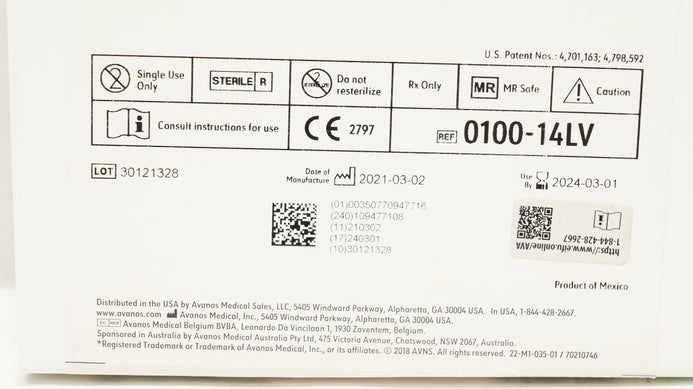 U.S. Patent Nos.: 4,701,163; 4,798,592
2 Single Use Only
STERILE R
2 STERILIZE Do not resterilize
Rx Only
MR MR Safe
Caution
Consult instructions for use
CE 2797
REF 0100-14LV
LOT 30121328
Date of Manufacture 2021-03-02
Use By 2024-03-01
(01)00350770947716
(240)109477108
(11)210302
(17)240301
(10)30121328
https://www.eifu.online/AVA
1-844-428-2667
Product of Mexico
Distributed in the USA by Avanos Medical Sales, LLC, 5405 Windward Parkway, Alpharetta, GA 30004 USA. In USA, 1-844-428-2667.
www.avanos.com Avanos Medical, Inc., 5405 Windward Parkway, Alpharetta, GA 30004 USA.
EC REP Avanos Medical Belgium BVBA, Leonardo Da Vincilaan 1, 1930 Zaventem, Belgium.
Sponsored in Australia by Avanos Medical Australia Pty Ltd, 475 Victoria Avenue, Chatswood, NSW 2067, Australia.
*Registered Trademark or Trademark of Avanos Medical, Inc., or its affiliates. © 2018 AVNS. All rights reserved. 22-M1-035-01 / 70210746